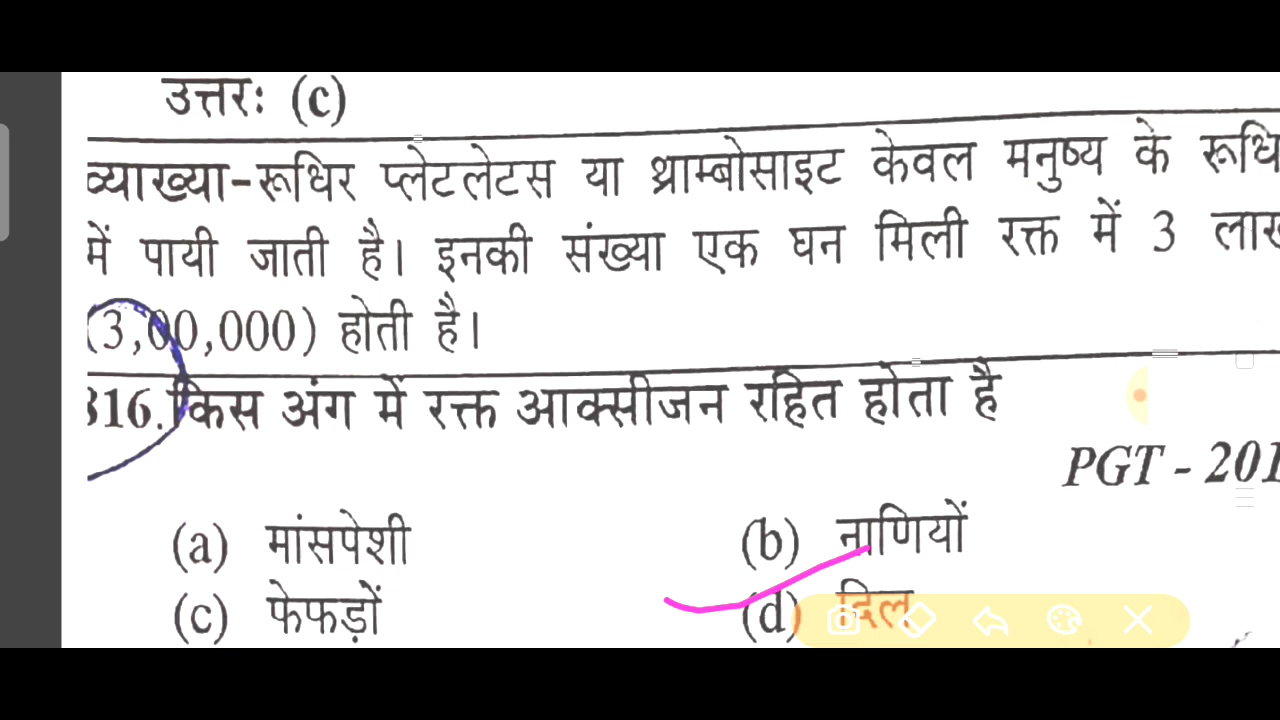 उत्तरः (c)
व्याख्या-रूधिर प्लेटलेटस या थ्राम्बोसाइट केवल मनुष्य के
में पायी जाती है। इनकी संख्या एक घन मिली रक्त में 3
(3,00,000) होती है।
316. किस अंग में रक्त आक्सीजन रहित होता है
PGT - 201
(a) मांसपेशी (b) नाणियों
(c) फेफड़ों (d) दिल